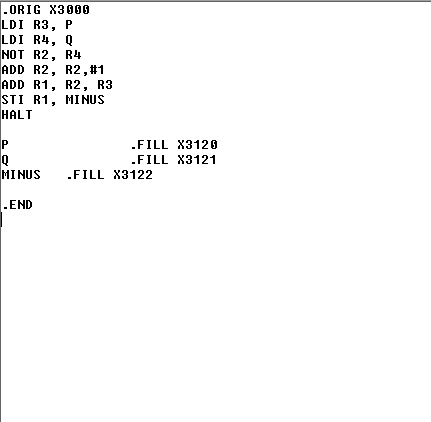 .ORIG X3000
LDI R3, P
LDI R4, Q
NOT R2, R4
ADD R2, R2,#1
ADD R1, R2, R3
STI R1, MINUS
HALT
P .FILL X3120
Q .FILL X3121
MINUS .FILL X3122
.END